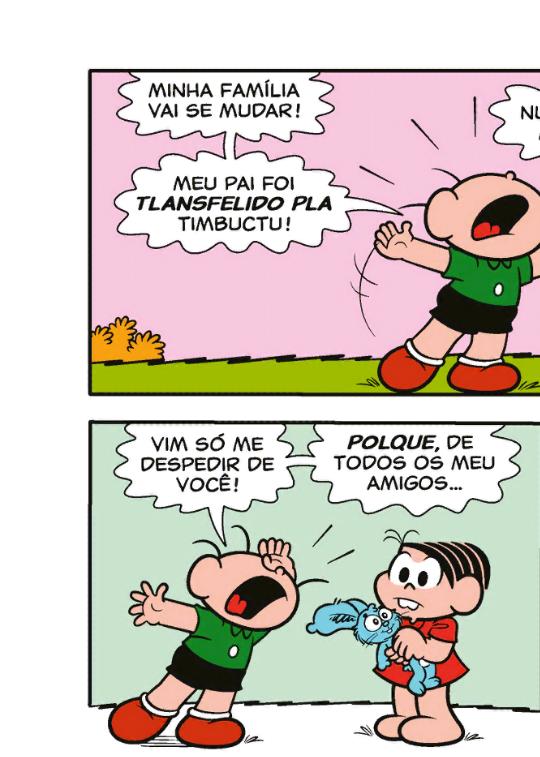 MINHA FAMÍLIA
VAI SE MUDAR!
MEU PAI FOI
TLANSFELIDO PLA
TIMBUCTU!
NU
VIM SÓ ME
DESPEDIR DE
VOCÊ!
POLQUE, DE
TODOS OS MEU
AMIGOS...